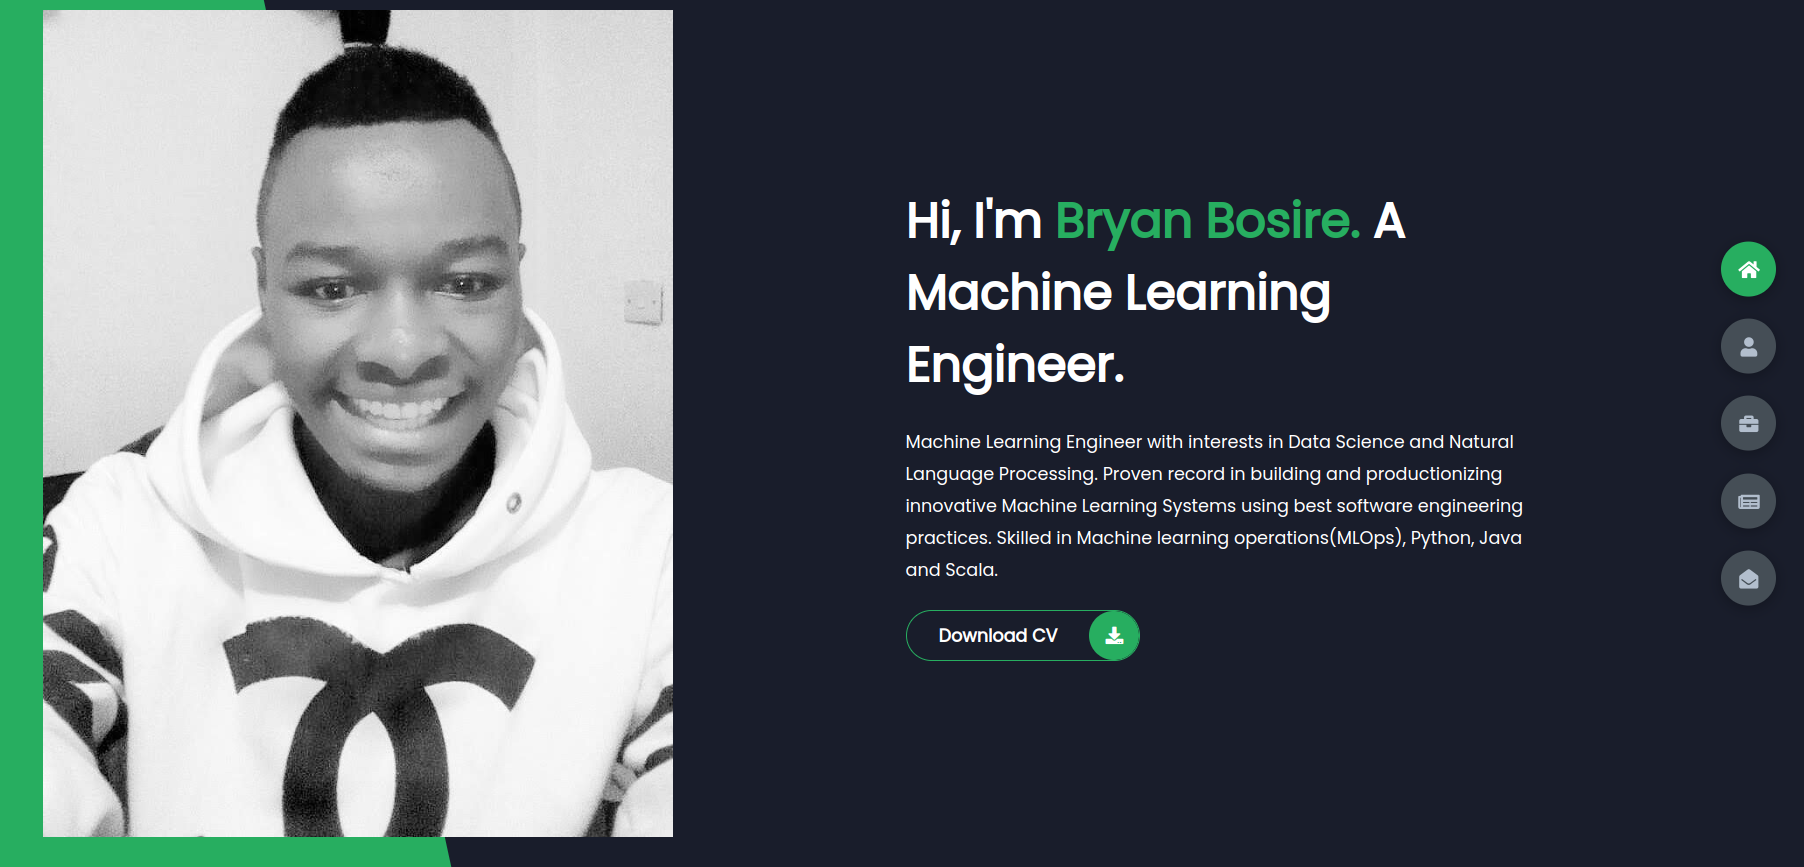 Hi, I'm Bryan Bosire. A
Machine Learning
Engineer.
Machine Learning Engineer with interests in Data Science and Natural
Language Processing. Proven record in building and productionizing
innovative Machine Learning Systems using best software engineering
practices. Skilled in Machine learning operations(MLOps), Python, Java
and Scala.
Download CV